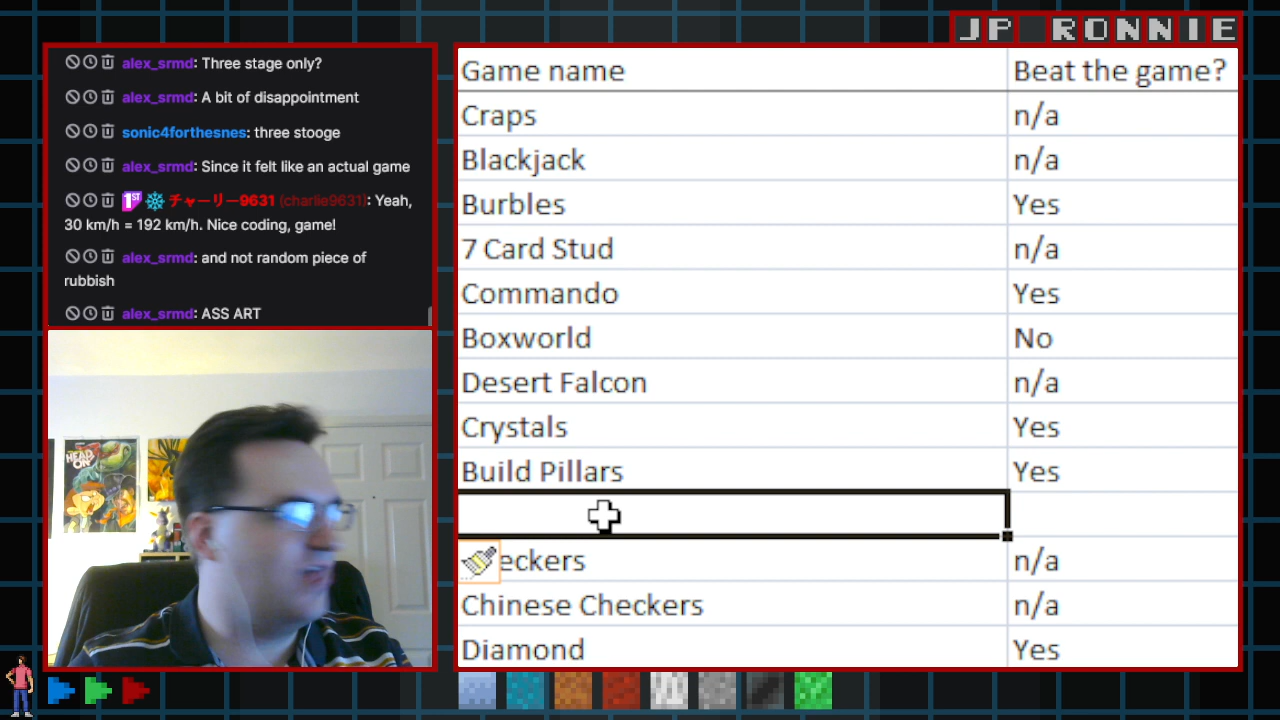 JP RONNIE
alex_srmd: Three stage only?
alex_srmd: A bit of disappointment
sonic4forthesnes: three stooge
alex_srmd: Since it felt like an actual game
1ST チャーリー9631 (charlie9631): Yeah,
30 km/h = 192 km/h. Nice coding, game!
alex_srmd: and not random piece of
rubbish
alex_srmd: ASS ART
HEAD ON
Game name Beat the game?
Craps n/a
Blackjack n/a
Burbles Yes
7 Card Stud n/a
Commando Yes
Boxworld No
Desert Falcon n/a
Crystals Yes
Build Pillars Yes
eckers n/a
Chinese Checkers n/a
Diamond Yes